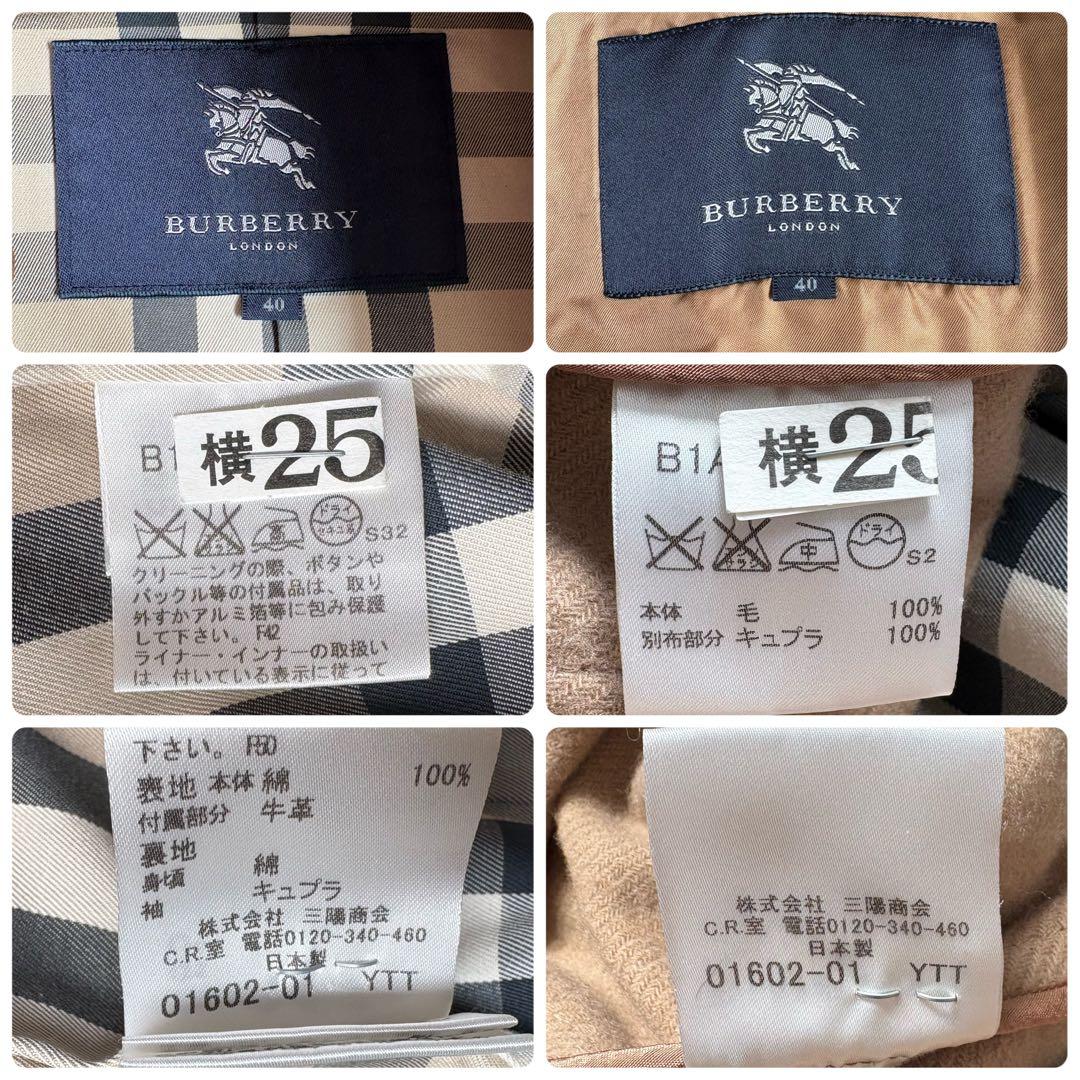 BURBERRY
LONDON
40
BURBERRY
LONDON
40
B1
横25
ドライ
S32
クリーニングの際、ボタンや
バックル等の付属品は、取り
外すかアルミ箔等に包み保護
して下さい。F42
ライナー・インナーの取扱い
は、付いている表示に従って
B1A
横25
中
ドライ
S2
本体 毛 100%
別布部分 キュプラ 100%
下さい。F50
表地 本体 綿 100%
付属部分 牛革
裏地
身頃 綿
袖 キュプラ
株式会社 三陽商会
C.R.室 電話0120-340-460
日本製
01602-01 YTT
株式会社 三陽商会
C.R.室 電話0120-340-460
日本製
01602-01 YTT